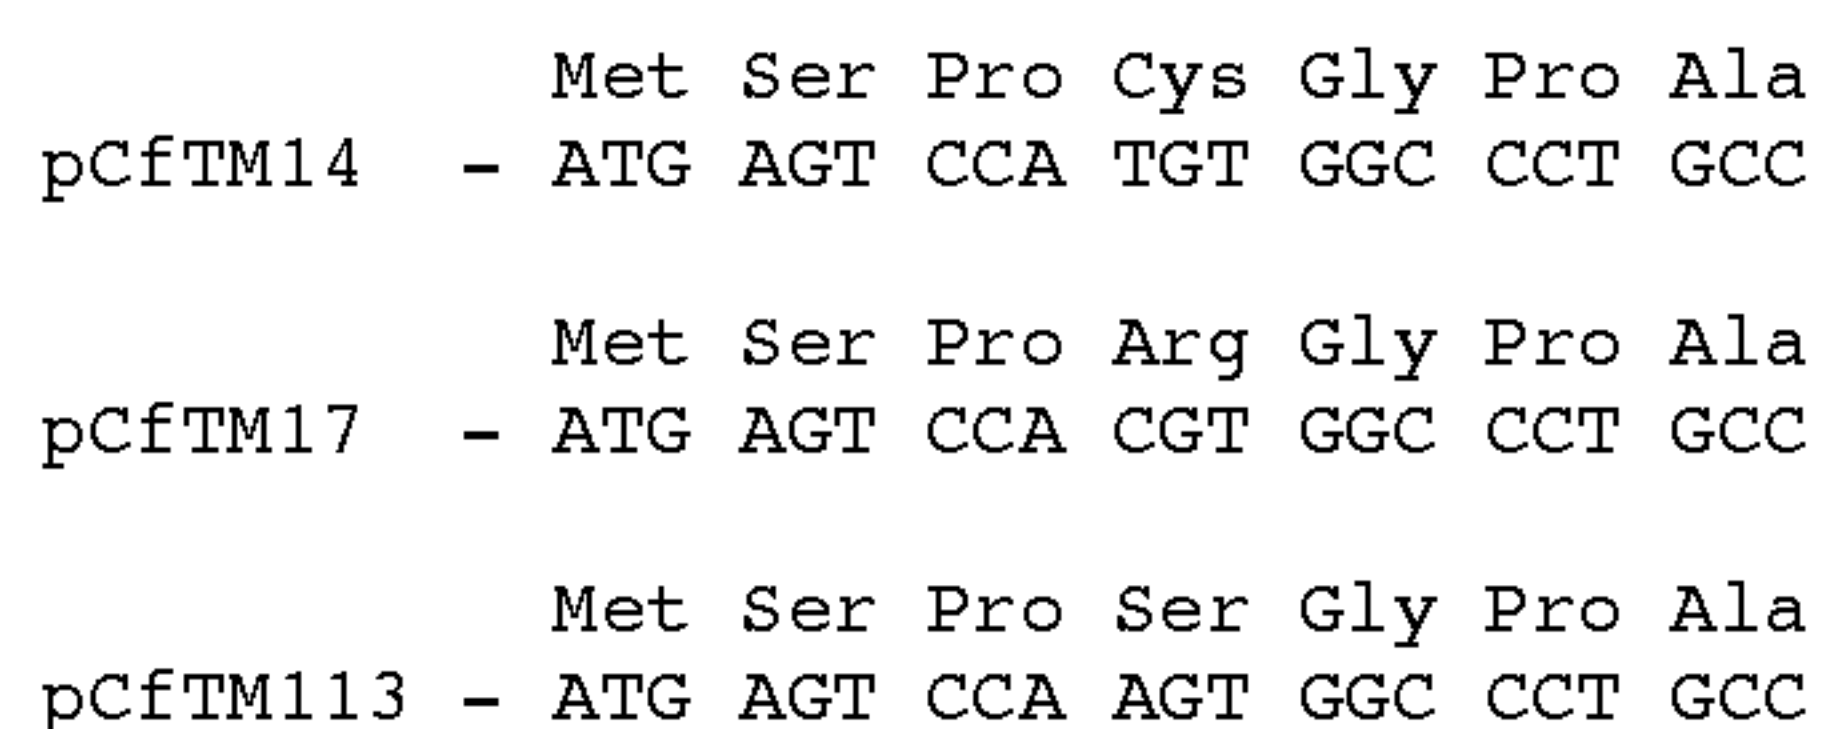 Met Ser Pro Cys Gly Pro Ala
pCfTM14 - ATG AGT CCA TGT GGC CCT GCC
Met Ser Pro Arg Gly Pro Ala
pCfTM17 - ATG AGT CCA CGT GGC CCT GCC
Met Ser Pro Ser Gly Pro Ala
pCfTM113 - ATG AGT CCA AGT GGC CCT GCC